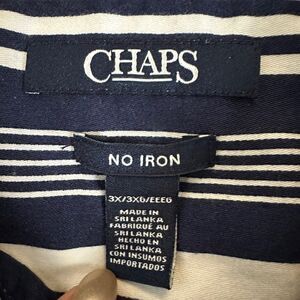 CHAPS
NO IRON
3X/3XG/EEEG
MADE IN
SRI LANKA
FABRIQUÉ AU
SRI LANKA
HECHO EN
SRI LANKA
CON INSUMOS
IMPORTADOS